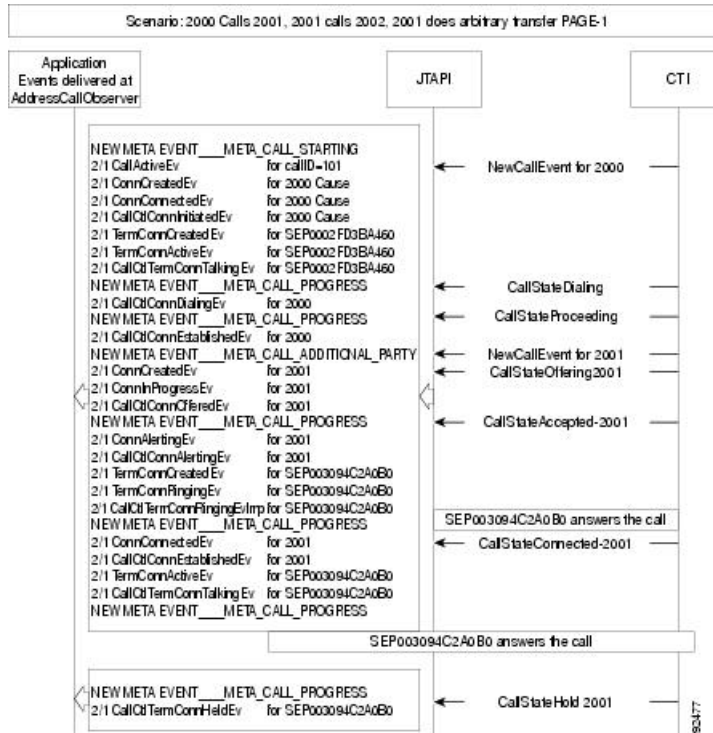 Scenario: 2000 Calls 2001, 2001 calls 2002, 2001 does arbitrary transfer PAGE-1
Application
Events delivered at
AddressCallObserver
JTAPI
CTI
NEW META EVENT____META_CALL_STARTING
2/1 CallActiveEv for callID=101
NewCallEvent for 2000
2/1 ConnCreatedEv for 2000 Cause
2/1 ConnConnectedEv for 2000 Cause
2/1 CallCtlConnInitiatedEv for 2000 Cause
2/1 TermConnCreatedEv for SEP0002FD3BA460
2/1 TermConnActiveEv for SEP0002FD3BA460
2/1 CallCtlTermConnTalkingEv for SEP0002FD3BA460
NEW META EVENT____META_CALL_PROGRESS
CallStateDialing
2/1 CallCtlConnDialingEv for 2000
NEW META EVENT____META_CALL_PROGRESS
CallStateProceeding
2/1 CallCtlConnEstablishedEv for 2000
NEW META EVENT____META_CALL_ADDITIONAL_PARTY
NewCallEvent for 2001
2/1 ConnCreatedEv for 2001
CallStateOffering2001
2/1 ConnInProgressEv for 2001
2/1 CallCtlConnOfferedEv for 2001
NEW META EVENT____META_CALL_PROGRESS
CallStateAccepted-2001
2/1 ConnAlertingEv for 2001
2/1 CallCtlConnAlertingEv for 2001
2/1 TermConnCreatedEv for SEP003094C2A0B0
2/1 TermConnRingingEv for SEP003094C2A0B0
2/1 CallCtlTermConnRingingEvImp for SEP003094C2A0B0
NEW META EVENT____META_CALL_PROGRESS
SEP003094C2A0B0 answers the call
2/1 ConnConnectedEv for 2001
CallStateConnected-2001
2/1 CallCtlConnEstablishedEv for 2001
2/1 TermConnActiveEv for SEP003094C2A0B0
2/1 CallCtlTermConnTalkingEv for SEP003094C2A0B0
NEW META EVENT____META_CALL_PROGRESS
SEP003094C2A0B0 answers the call
NEW META EVENT____META_CALL_PROGRESS
2/1 CallCtlTermConnHeldEv for SEP003094C2A0B0
CallStateHold 2001
92477